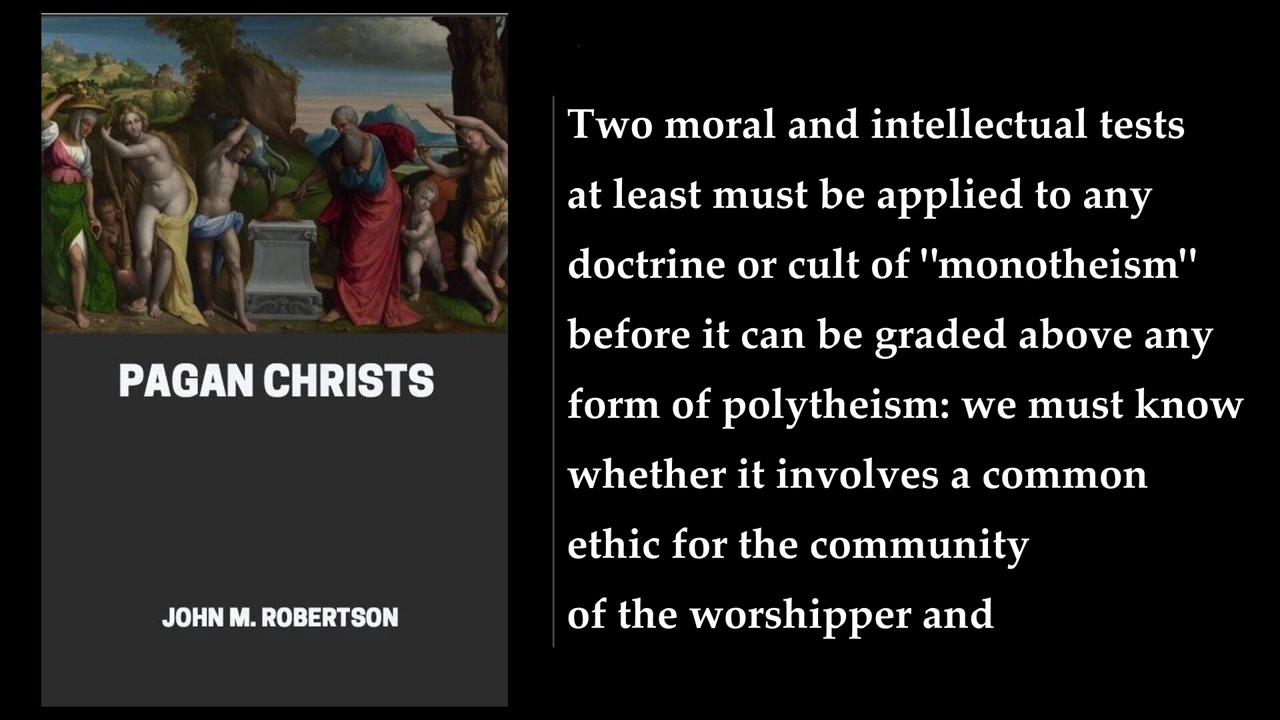 PAGAN CHRISTS
JOHN M. ROBERTSON
Two moral and intellectual tests
at least must be applied to any
doctrine or cult of "monotheism"
before it can be graded above any
form of polytheism: we must know
whether it involves a common
ethic for the community
of the worshipper and